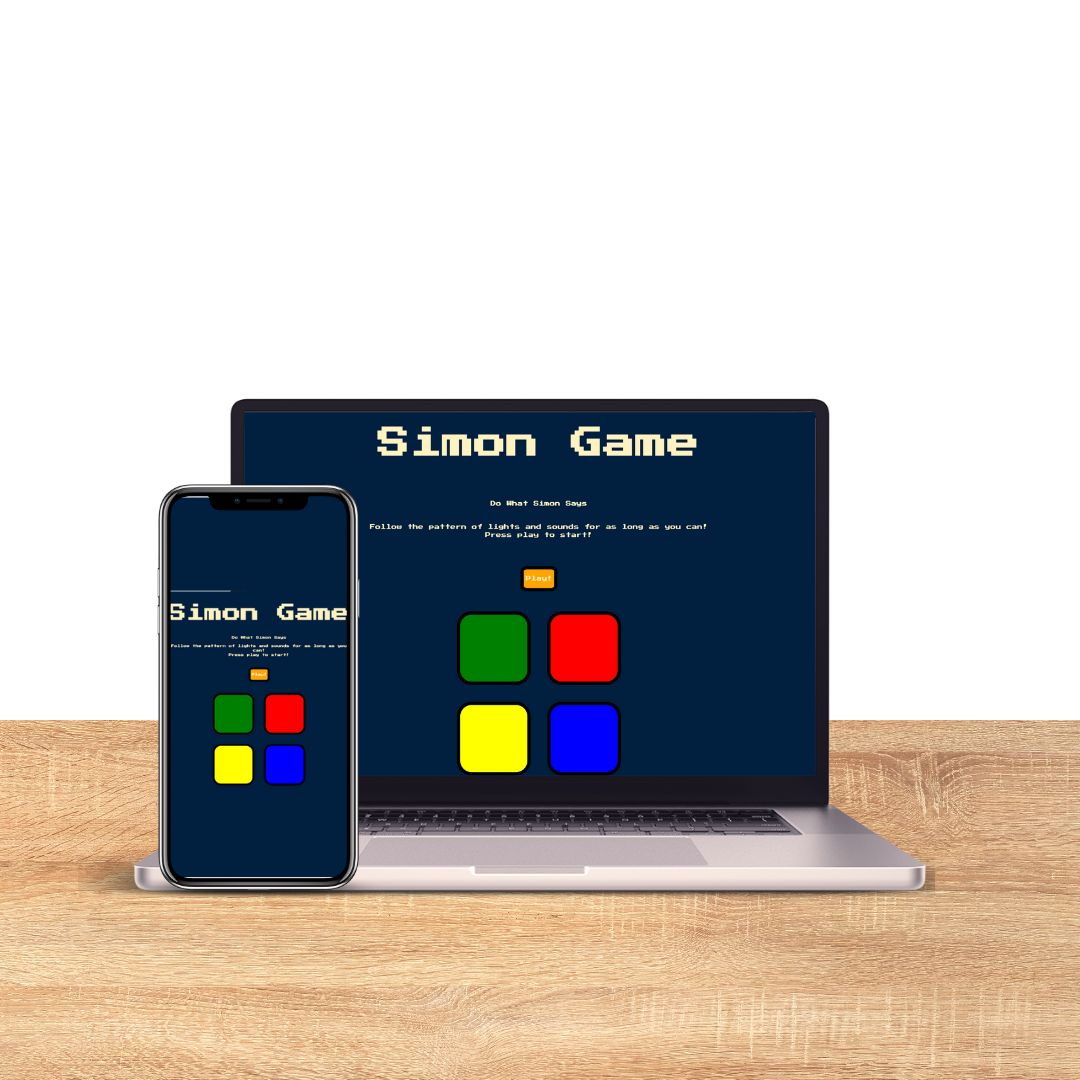 Simon Game
Do What Simon Says
Follow the pattern of lights and sounds for as long as you can!
Press play to start!
Play!
Simon Game
Do What Simon Says
Follow the pattern of lights and sounds for as long as you
can!
Press play to start!
Play!